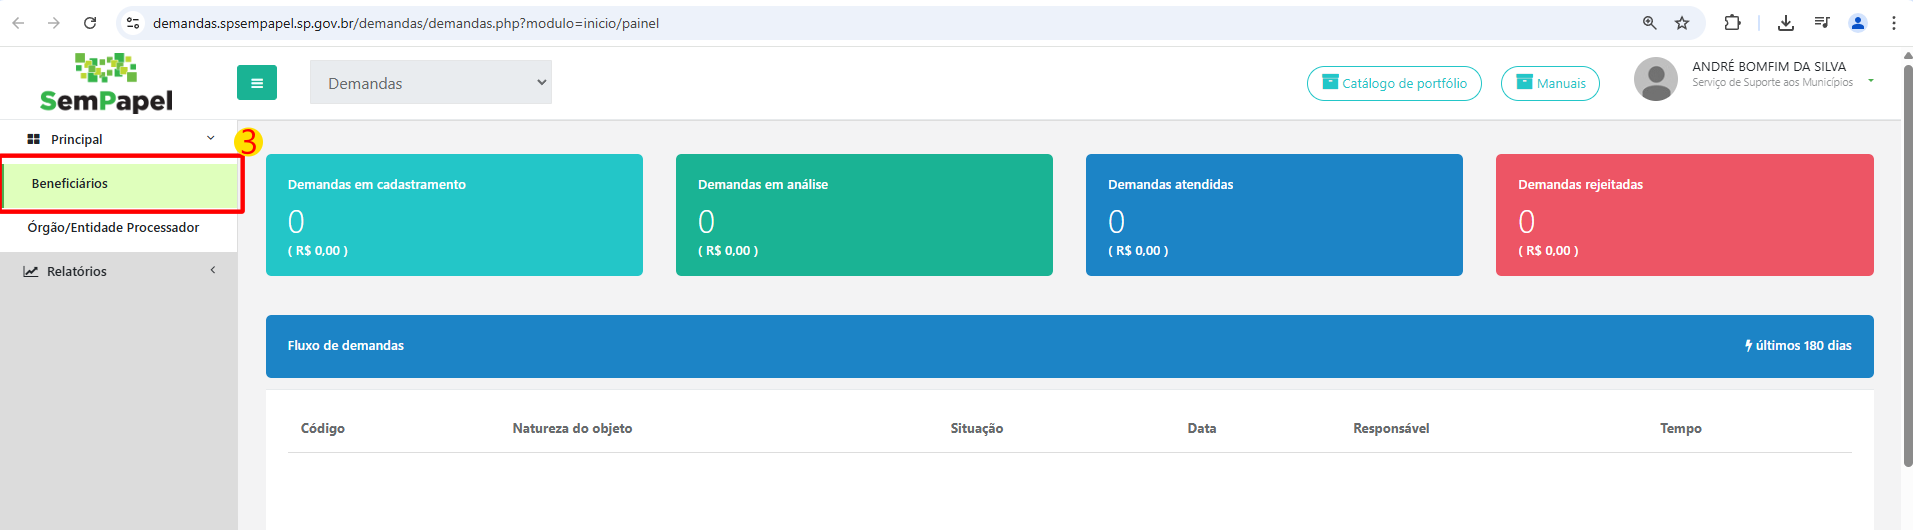 demandas.spsempapel.sp.gov.br/demandas/demandas.php?modulo=inicio/painel
SemPapel
Demandas
Catálogo de portfólio
Manuais
ANDRÉ BOMFIM DA SILVA
Serviço de Suporte aos Municípios
Principal
3
Beneficiários
Órgão/Entidade Processador
Relatórios
Demandas em cadastramento
0
( R$ 0,00 )
Demandas em análise
0
( R$ 0,00 )
Demandas atendidas
0
( R$ 0,00 )
Demandas rejeitadas
0
( R$ 0,00 )
Fluxo de demandas
últimos 180 dias
Código Natureza do objeto Situação Data Responsável Tempo